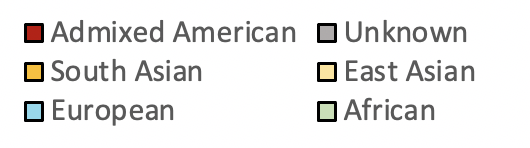 Admixed American Unknown
South Asian East Asian
European African